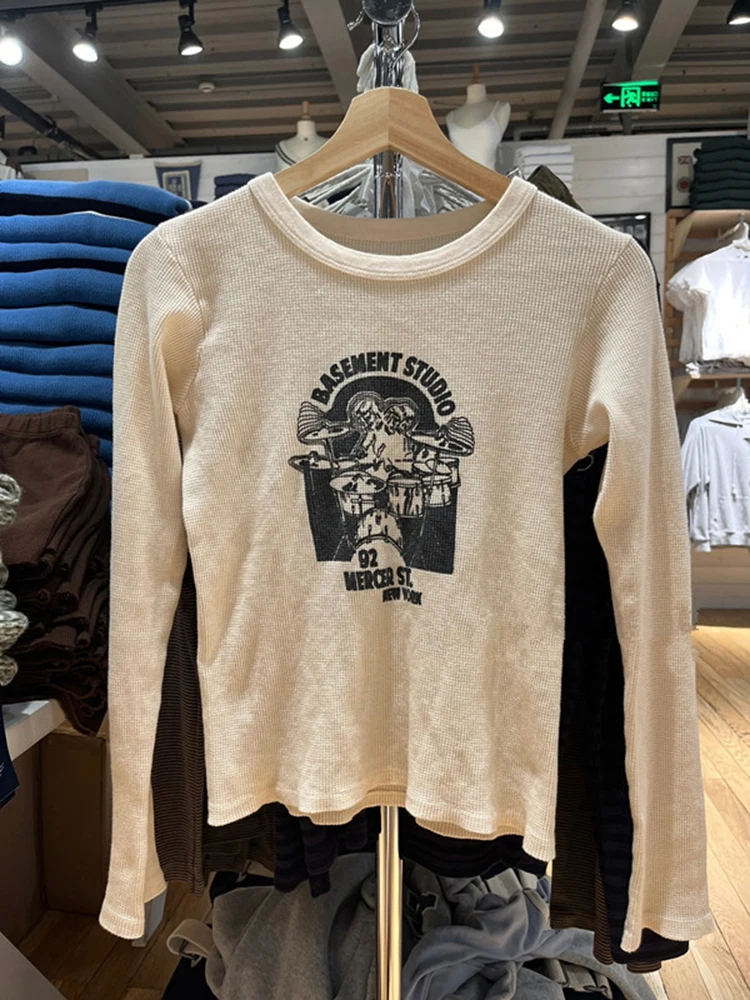 BASEMENT STUDIO
92
MERCER ST.
NEW YORK